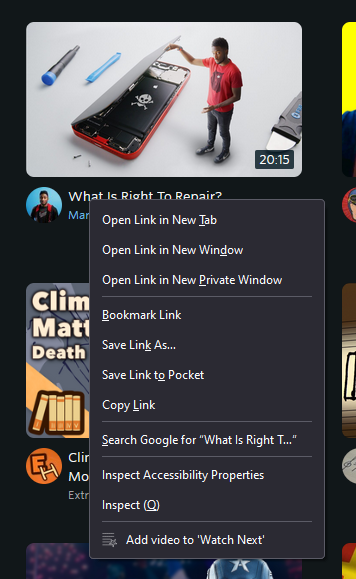 20:15
What Is Right To Repair?
Mar
Open Link in New Tab
Open Link in New Window
Open Link in New Private Window
Bookmark Link
Save Link As...
Save Link to Pocket
Copy Link
Search Google for “What Is Right T...”
Inspect Accessibility Properties
Inspect (Q)
Add video to 'Watch Next'
Clim
Matt
Death
EH
Clim
Mo
Extr